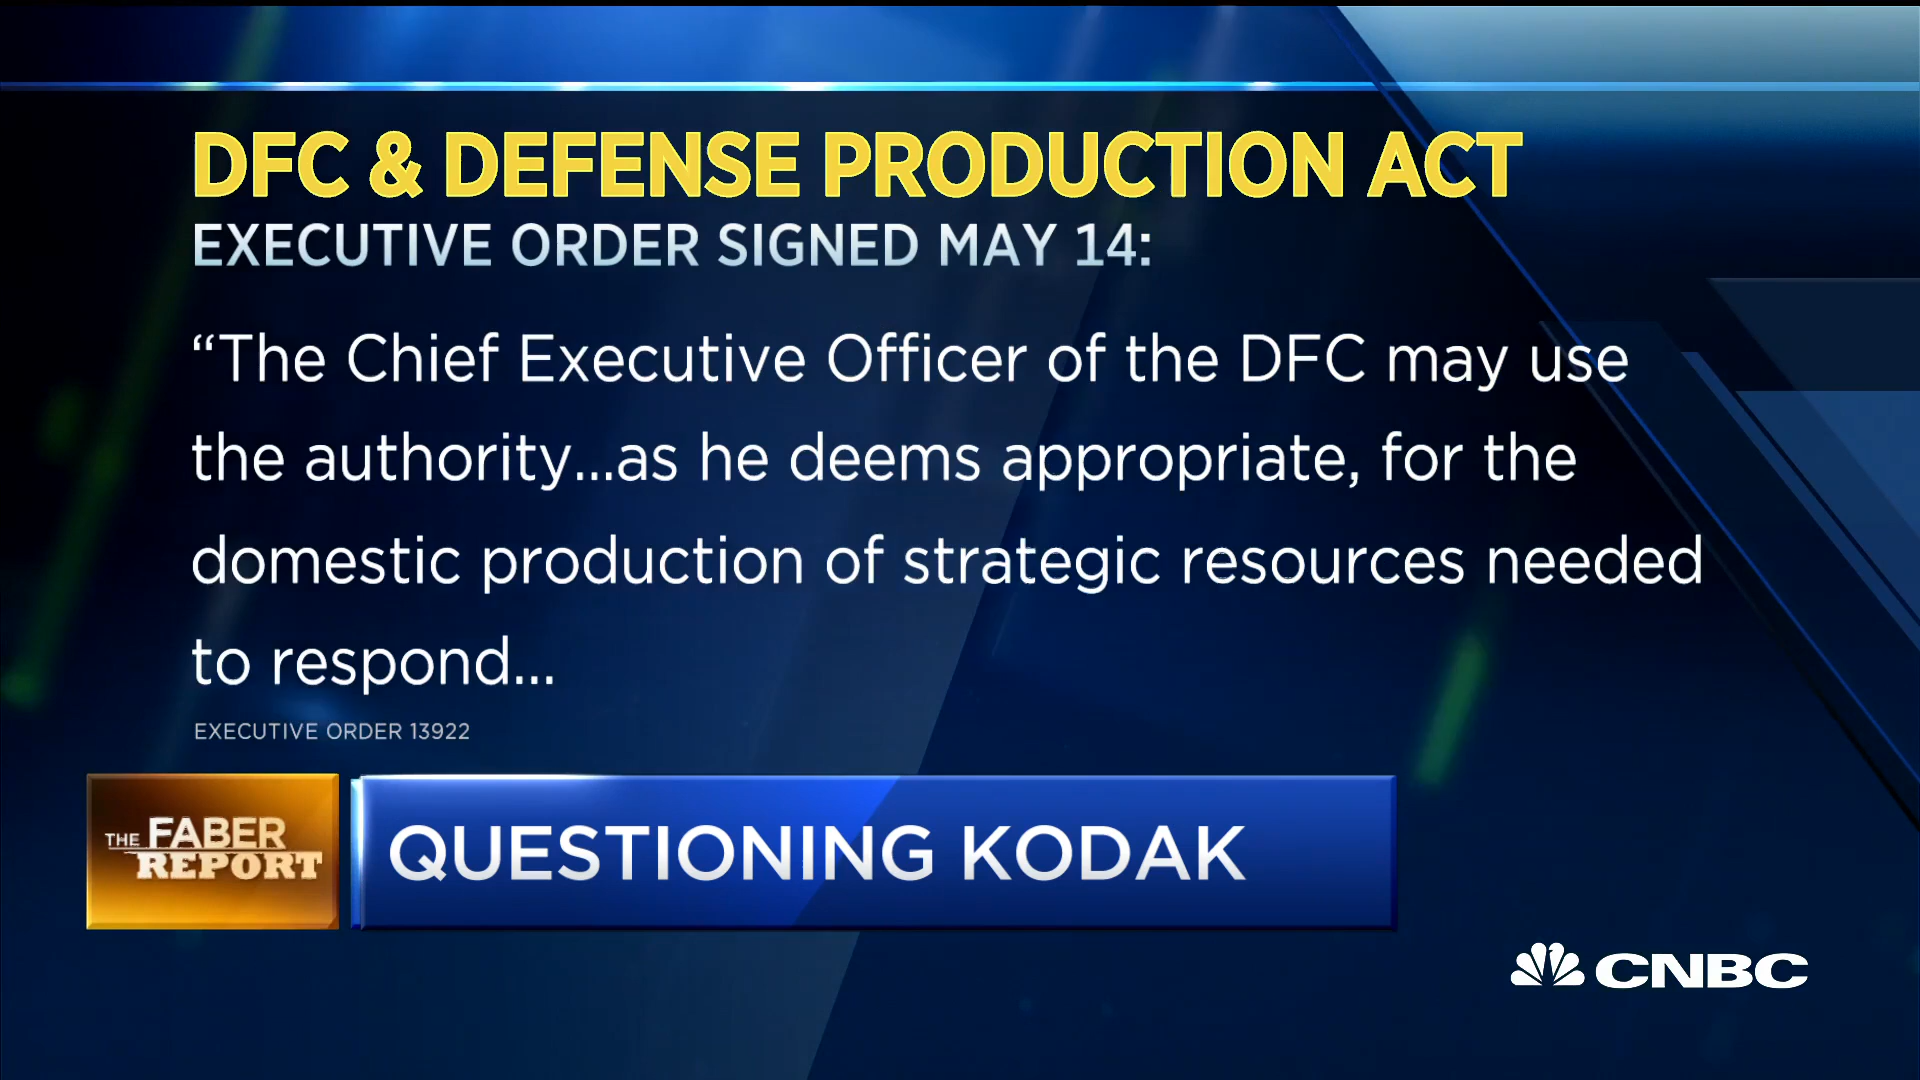 DFC & DEFENSE PRODUCTION ACT
EXECUTIVE ORDER SIGNED MAY 14:
“The Chief Executive Officer of the DFC may use
the authority...as he deems appropriate, for the
domestic production of strategic resources needed
to respond...
EXECUTIVE ORDER 13922
THE FABER
REPORT
QUESTIONING KODAK
CNBC